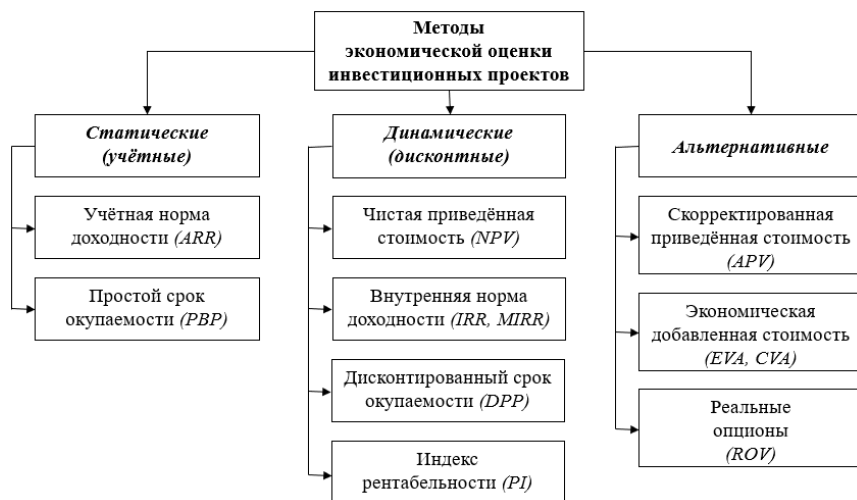 Методы
экономической оценки
инвестиционных проектов
Статические
(учётные)
Учётная норма
доходности (ARR)
Простой срок
окупаемости (PBP)
Динамические
(дисконтные)
Чистая приведённая
стоимость (NPV)
Внутренняя норма
доходности (IRR, MIRR)
Дисконтированный срок
окупаемости (DPP)
Индекс
рентабельности (PI)
Альтернативные
Скорректированная
приведённая стоимость
(APV)
Экономическая
добавленная стоимость
(EVA, CVA)
Реальные
опционы
(ROV)